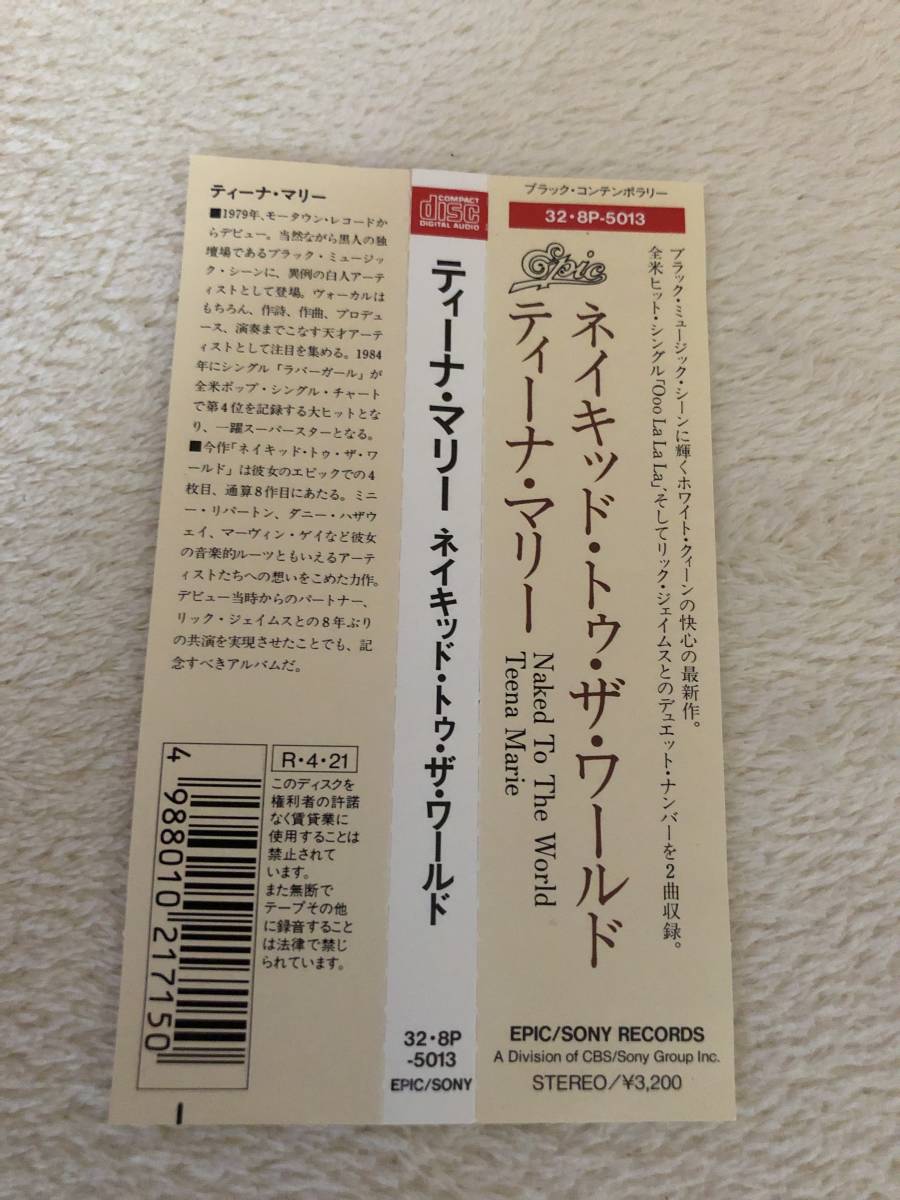 ティーナ・マリー
■1979年、モータウン・レコードか
らデビュー。当然ながら黒人の独
壇場であるブラック・ミュージッ
ク・シーンに、異例の白人アーテ
ィストとして登場。ヴォーカルは
もちろん、作詩、作曲、プロデュ
ース、演奏までこなす天才アーテ
ィストとして注目を集める。1984
年にシングル「ラバーガール」が
全米ポップ・シングル・チャート
で第4位を記録する大ヒットとな
り、一躍スーパースターとなる。
■今作「ネイキッド・トゥ・ザ・ワ
ールド」は彼女のエピックでの4
枚目、通算8作目にあたる。ミニ
ー・リパートン、ダニー・ハザウ
ェイ、マーヴィン・ゲイなど彼女
の音楽的ルーツともいえるアーテ
ィストたちへの想いをこめた力作。
デビュー当時からのパートナー、
リック・ジェイムスとの8年ぶり
の共演を実現させたことでも、記
念すべきアルバムだ。
R・4・21
このディスクを
権利者の許諾
なく賃貸業に
使用することは
禁止されて
います。
また無断で
テープその他
に録音すること
は法律で禁じ
られています。
4 988010 217150
COMPACT
disc
DIGITAL AUDIO
ティーナ・マリー ネイキッド・トゥ・ザ・ワールド
32・8P
-5013
EPIC/SONY
ブラック・コンテンポラリー
32・8P-5013
ブラック・ミュージック・シーンに輝くホワイト・クィーンの快心の最新作。
全米ヒット・シングル「Ooo La La La」、そしてリック・ジェイムスとのデュエット・ナンバーを2曲収録。
Epic
ネイキッド・トゥ・ザ・ワールド
ティーナ・マリー
Naked To The World
Teena Marie
EPIC/SONY RECORDS
A Division of CBS/Sony Group Inc.
STEREO/¥3,200